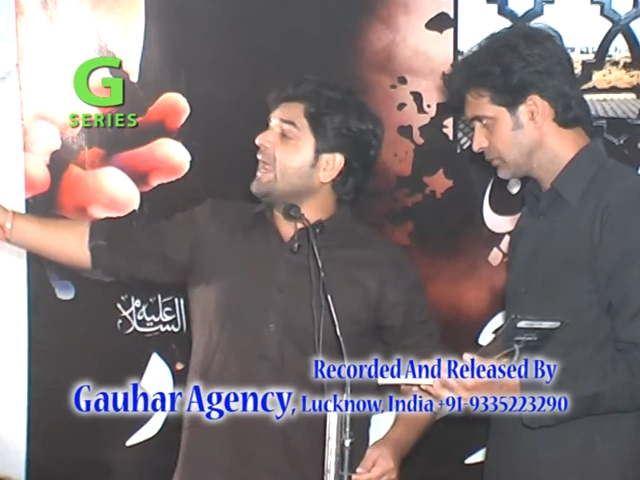 G
SERIES
عليه السلام
Recorded And Released By
Gauhar Agency, Lucknow, India +91-9335223290